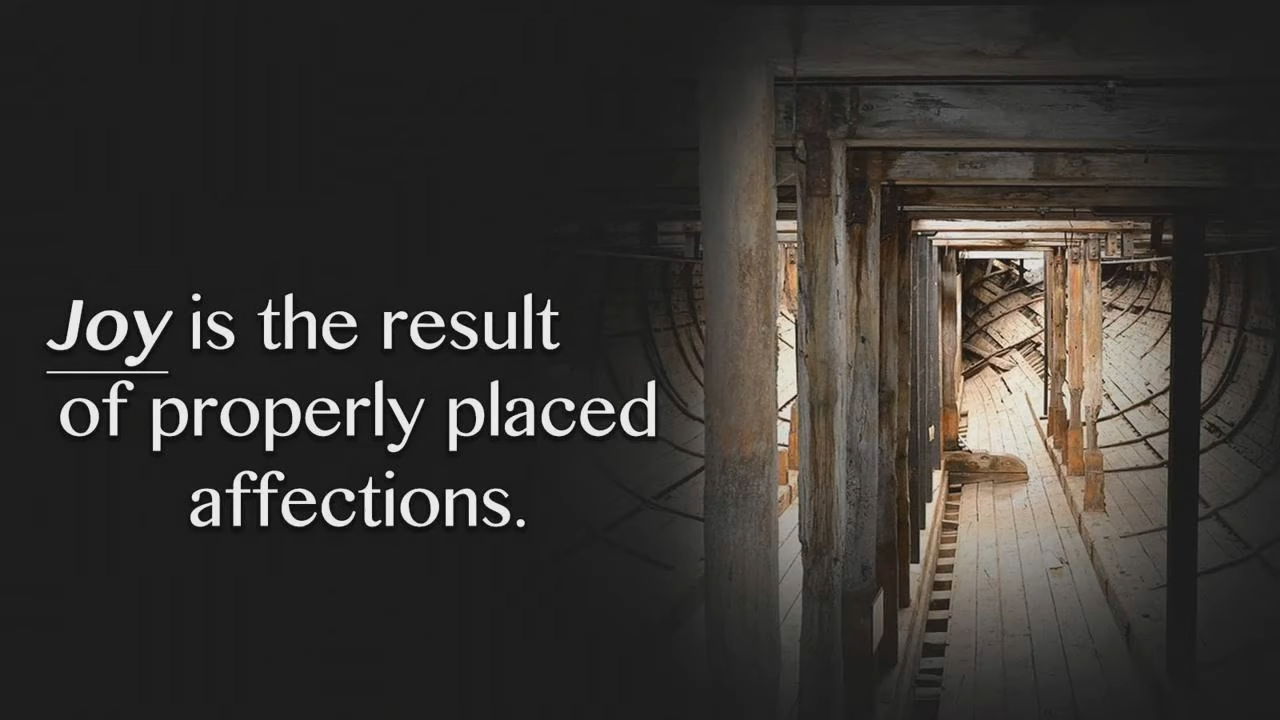 Joy is the result
of properly placed
affections.